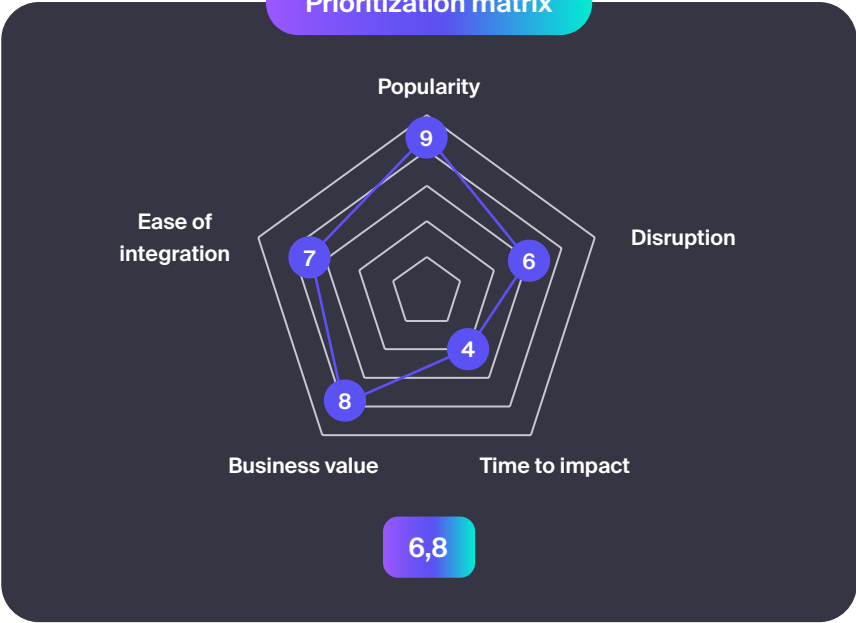 Prioritization matrix
Popularity
9
Ease of
integration
Disruption
7
6
4
8
Business value
Time to impact
6,8